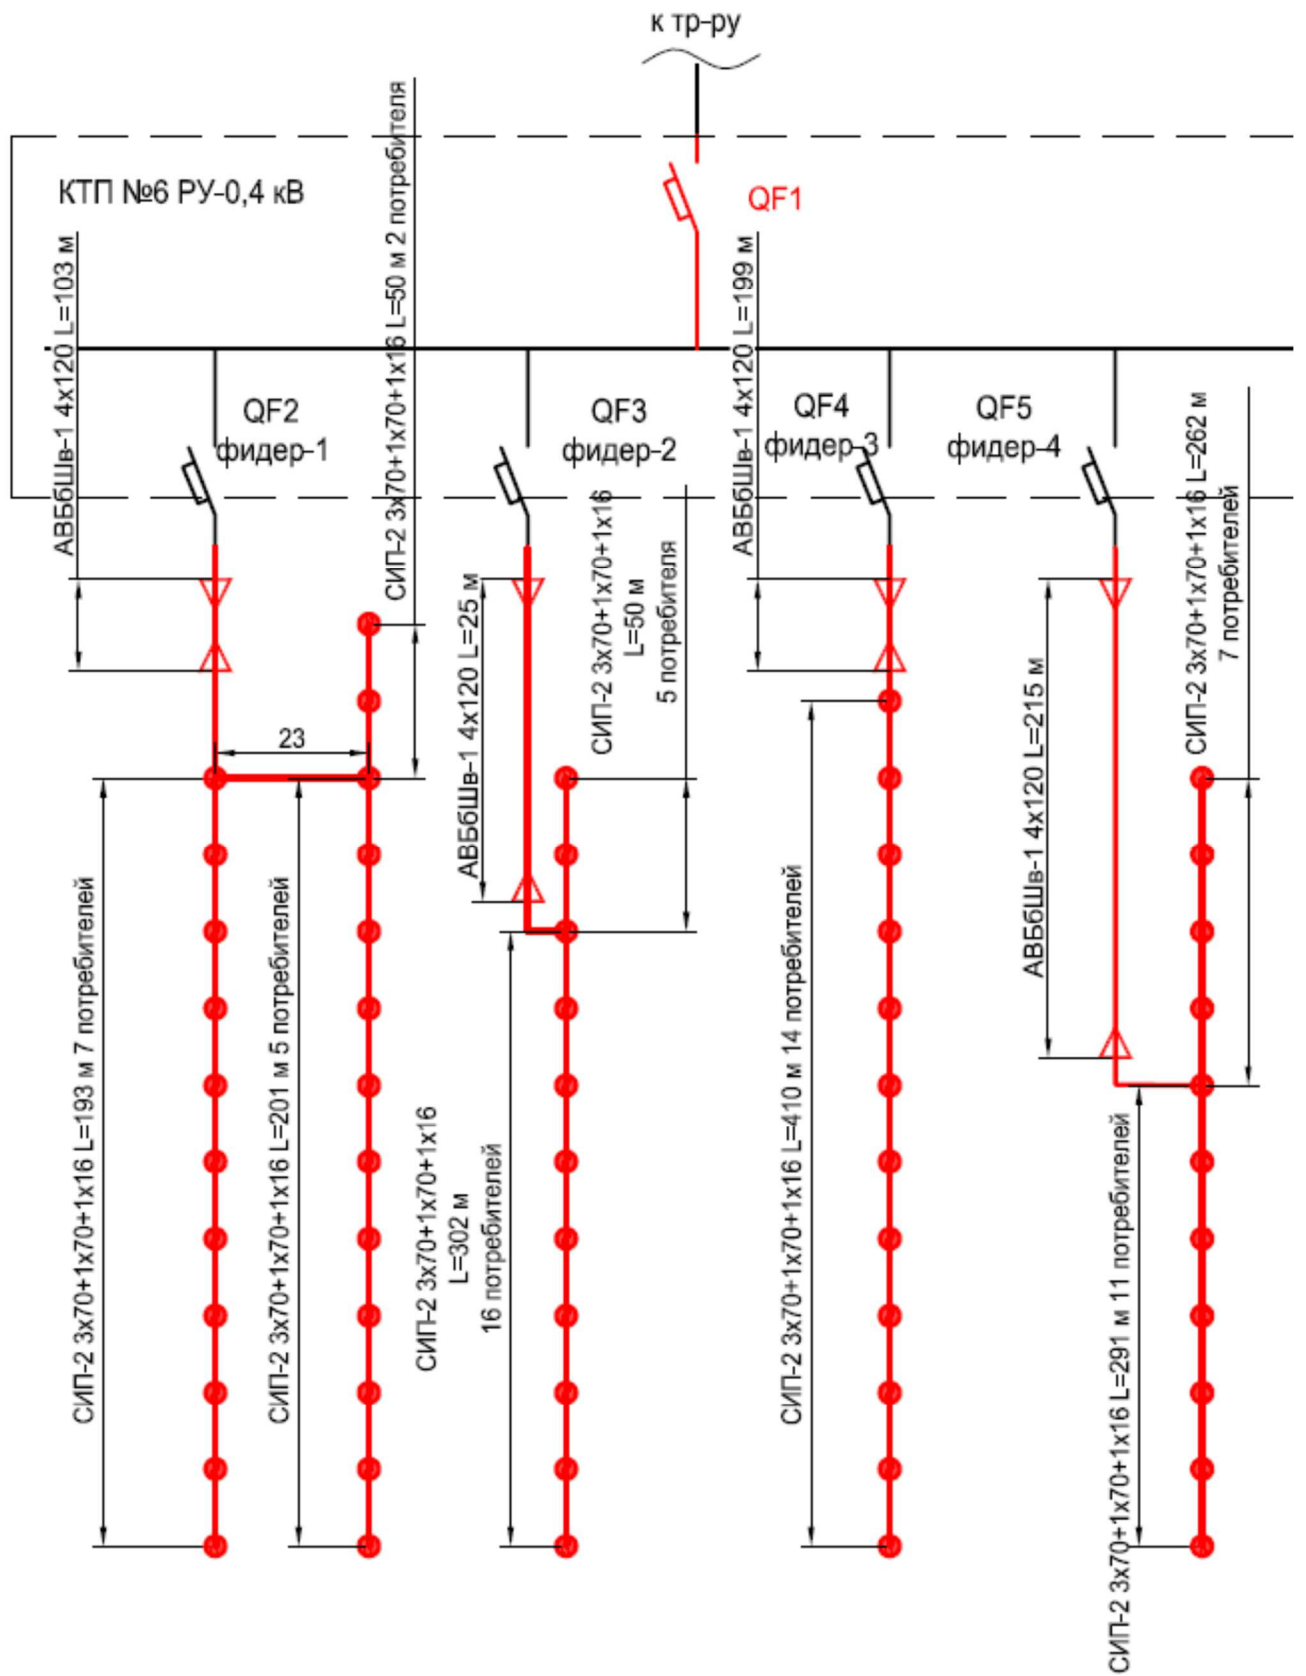 к тр-ру
КТП №6 РУ-0,4 кВ
QF1
АВБбШв-1 4х120 L=103 м
СИП-2 3х70+1х70+1х16 L=50 м 2 потребителя
АВБбШв-1 4х120 L=199 м
QF2
фидер-1
QF3
фидер-2
QF4
фидер-3
QF5
фидер-4
СИП-2 3х70+1х70+1х16
L=50 м
5 потребителя
СИП-2 3х70+1х70+1х16 L=262 м
7 потребителей
АВБбШв-1 4х120 L=25 м
АВБбШв-1 4х120 L=215 м
23
СИП-2 3х70+1х70+1х16 L=193 м 7 потребителей
СИП-2 3х70+1х70+1х16 L=201 м 5 потребителей
СИП-2 3х70+1х70+1х16
L=302 м
16 потребителей
СИП-2 3х70+1х70+1х16 L=410 м 14 потребителей
СИП-2 3х70+1х70+1х16 L=291 м 11 потребителей